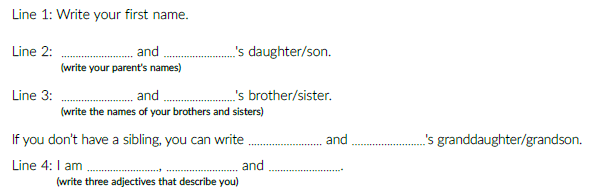 Line 1: Write your first name.
Line 2: ........................ and ........................'s daughter/son.
(write your parent's names)
Line 3: ........................ and ........................'s brother/sister.
(write the names of your brothers and sisters)
If you don't have a sibling, you can write ........................ and ........................'s granddaughter/grandson.
Line 4: I am ........................, ........................ and ........................
(write three adjectives that describe you)